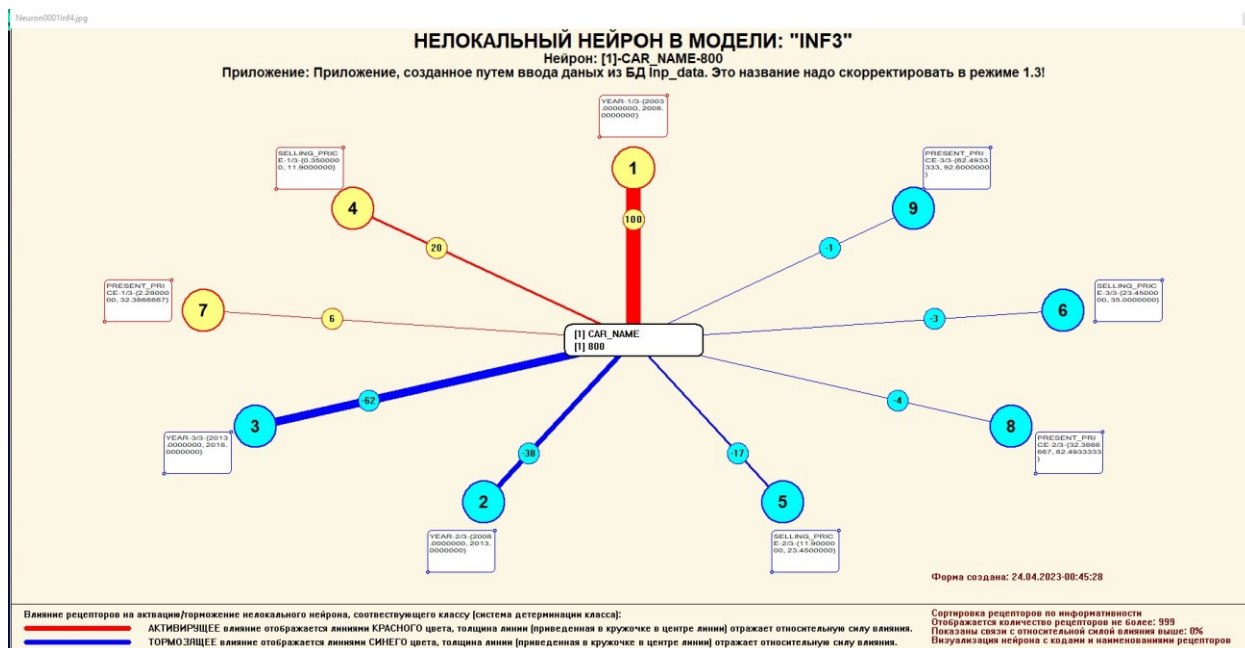 Neuron0001Inf4.jpg
НЕЛОКАЛЬНЫЙ НЕЙРОН В МОДЕЛИ: "INF3"
Нейрон: [1]-CAR_NAME-800
Приложение: Приложение, созданное путем ввода даных из БД Inp_data. Это название надо скорректировать в режиме 1.3!
YEAR-1/3-{2003
.0000000, 2008.
0000000}
1
100
SELLING_PRIC
E-1/3-{0.350000
0, 11.9000000}
4
20
PRESENT_PRI
CE-3/3-{62.4933
333, 92.6000000
}
9
-1
PRESENT_PRI
CE-1/3-{2.28000
00, 32.3866667}
7
6
SELLING_PRIC
E-3/3-{23.45000
00, 35.0000000}
6
-3
[1] CAR_NAME
[1] 800
YEAR-3/3-{2013
.0000000, 2018.
0000000}
3
-62
PRESENT_PRI
CE-2/3-{32.3866
667, 62.4933333
}
8
-4
YEAR-2/3-{2008
.0000000, 2013.
0000000}
2
-38
SELLING_PRIC
E-2/3-{11.90000
00, 23.4500000}
5
-17
Форма создана: 24.04.2023-00:45:28
Влияние рецепторов на актвацию/торможение нелокального нейрона, соотвествующего классу (система детерминации класса):
АКТИВИРУЩЕЕ влияние отображается линиями КРАСНОГО цвета, толщина линии (приведенная в кружочке в центре линии) отражает относительную силу влияния.
ТОРМОЗЯЩЕЕ влияние отображается линиями СИНЕГО цвета, толщина линии (приведенная в кружочке в центре линии) отражает относительную силу влияния.
Сортировка рецепторов по информативности
Отображается количество рецепторов не более: 999
Показаны связи с относительной силой влияния выше: 0%
Визуализация нейрона с кодами и наименованиями рецепторов